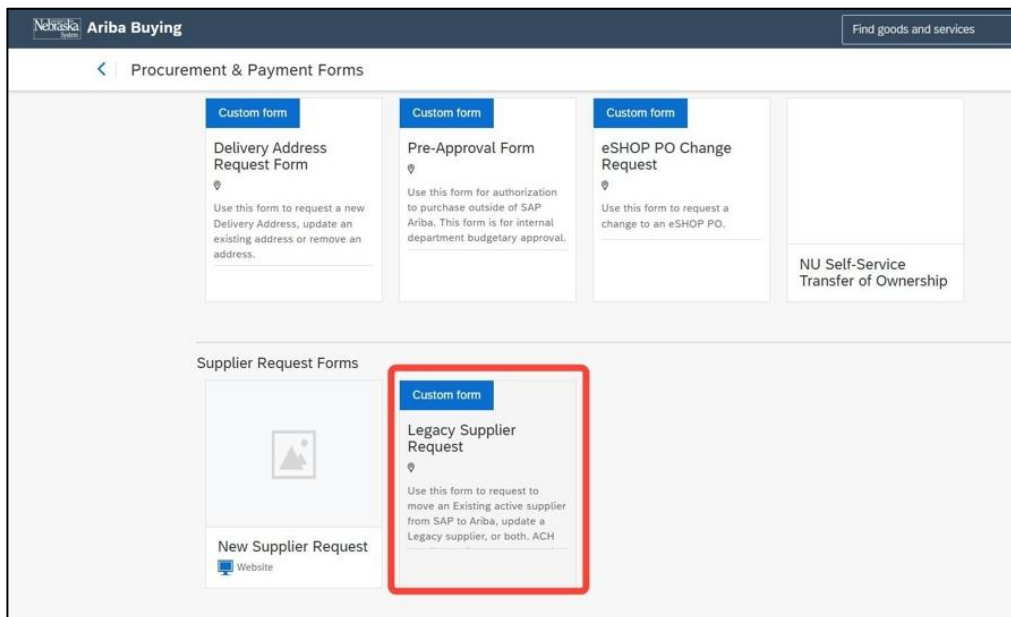 Nebraska
System
Ariba Buying
Find goods and services
Procurement & Payment Forms
Custom form
Delivery Address
Request Form
Use this form to request a new
Delivery Address, update an
existing address or remove an
address.
Custom form
Pre-Approval Form
Use this form for authorization
to purchase outside of SAP
Ariba. This form is for internal
department budgetary approval.
Custom form
eSHOP PO Change
Request
Use this form to request a
change to an eSHOP PO.
NU Self-Service
Transfer of Ownership
Supplier Request Forms
New Supplier Request
Website
Custom form
Legacy Supplier
Request
Use this form to request to
move an Existing active supplier
from SAP to Ariba, update a
Legacy supplier, or both. ACH